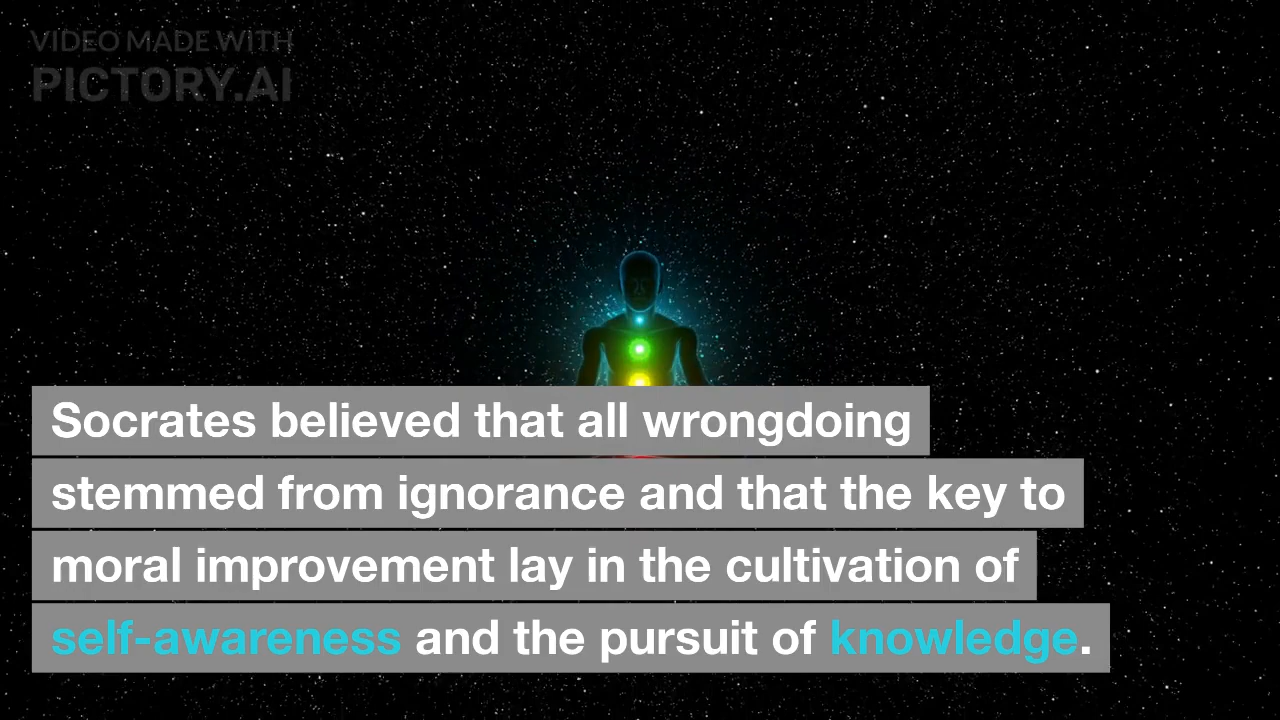 VIDEO MADE WITH
PICTORY.AI
Socrates believed that all wrongdoing
stemmed from ignorance and that the key to
moral improvement lay in the cultivation of
self-awareness and the pursuit of knowledge.